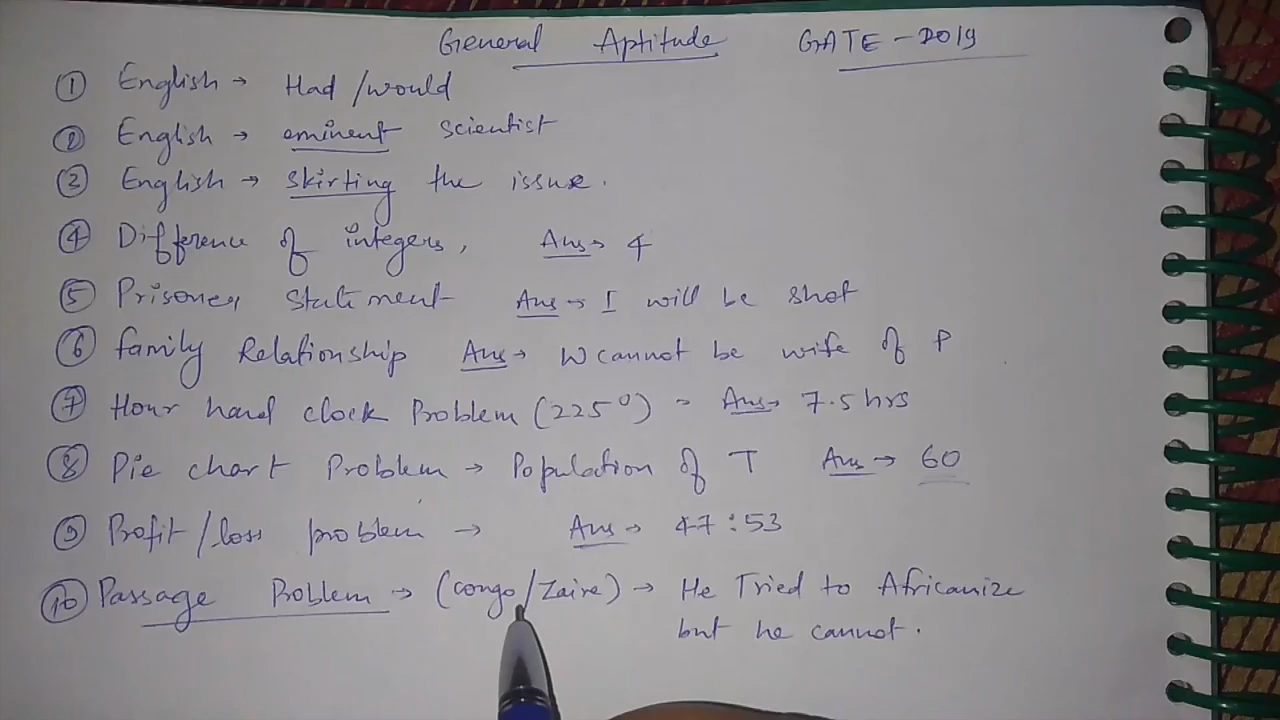 General Aptitude GATE - 2019
① English → Had /would
② English → eminent scientist
③ English → skirting the issue.
④ Difference of integers, Ans → 4
⑤ Prisoner statement Ans → I will be shot
⑥ family Relationship Ans → W cannot be wife of P
⑦ Hour hand clock Problem (225°) - Ans → 7.5 hrs
⑧ Pie chart Problem → Population of T Ans → 60
⑨ Profit/loss problem → Ans → 47:53
⑩ Passage Problem → (congo/Zaire) → He Tried to Africanize
but he cannot.